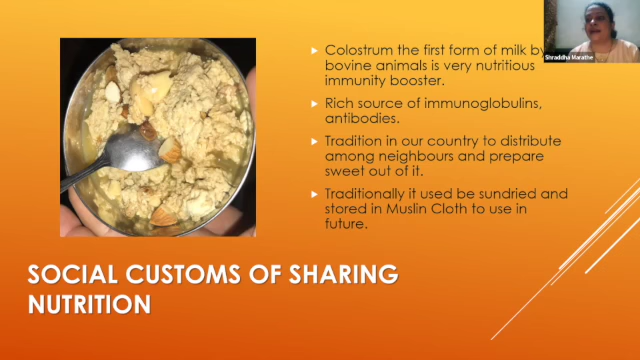 Colostrum the first form of milk by
bovine animals is very nutritious
immunity booster.
Rich source of immunoglobulins,
antibodies.
Tradition in our country to distribute
among neighbours and prepare
sweet out of it.
Traditionally it used be sundried and
stored in Muslin Cloth to use in
future.
SOCIAL CUSTOMS OF SHARING
NUTRITION
Shraddha Marathe